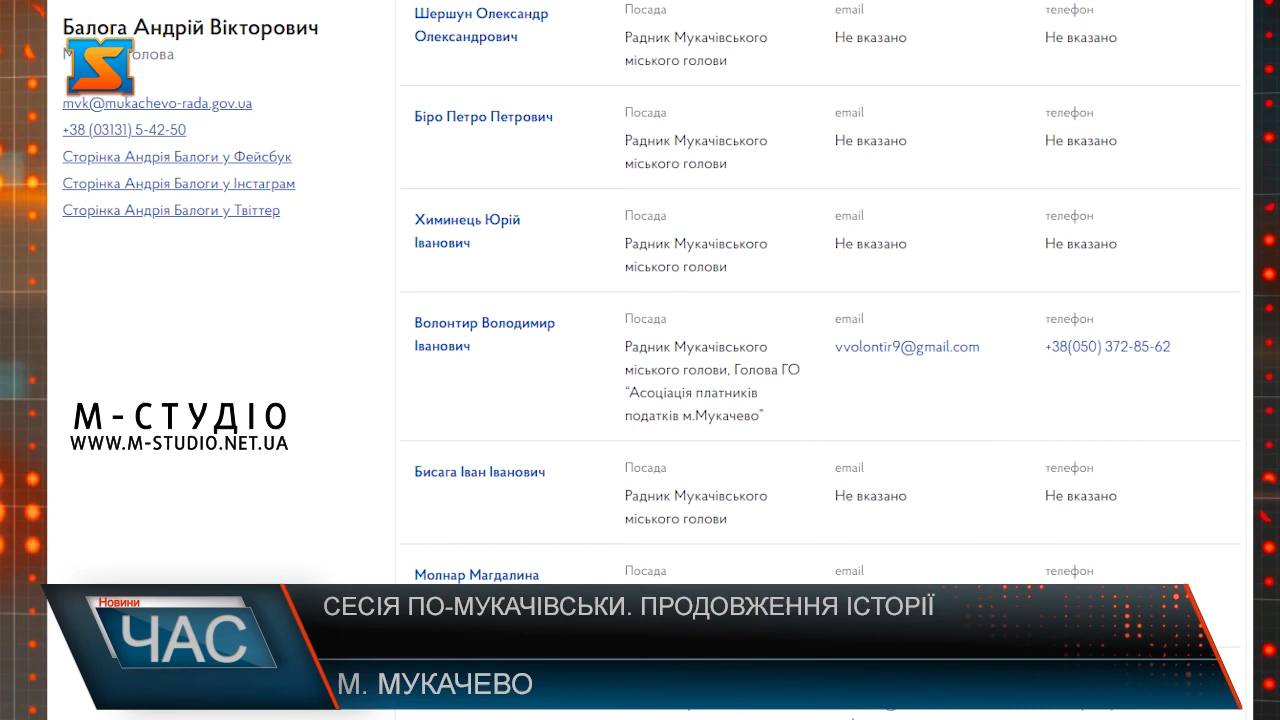 Балога Андрій Вікторович
голова
mvk@mukachevo-rada.gov.ua
+38 (03131) 5-42-50
Сторінка Андрія Балоги у Фейсбук
Сторінка Андрія Балоги у Інстаграм
Сторінка Андрія Балоги у Твіттер
М-СТУДІО
WWW.M-STUDIO.NET.UA
Шершун Олександр
Олександрович
Посада
Радник Мукачівського
міського голови
email
Не вказано
телефон
Не вказано
Біро Петро Петрович
Посада
Радник Мукачівського
міського голови
email
Не вказано
телефон
Не вказано
Химинець Юрій
Іванович
Посада
Радник Мукачівського
міського голови
email
Не вказано
телефон
Не вказано
Волонтир Володимир
Іванович
Посада
Радник Мукачівського
міського голови, Голова ГО
“Асоціація платників
податків м.Мукачево”
email
vvolontir9@gmail.com
телефон
+38(050) 372-85-62
Бисага Іван Іванович
Посада
Радник Мукачівського
міського голови
email
Не вказано
телефон
Не вказано
Молнар Магдалина
Посада
email
телефон
Новини
ЧАС
СЕСІЯ ПО-МУКАЧІВСЬКИ. ПРОДОВЖЕННЯ ІСТОРІЇ
М. МУКАЧЕВО